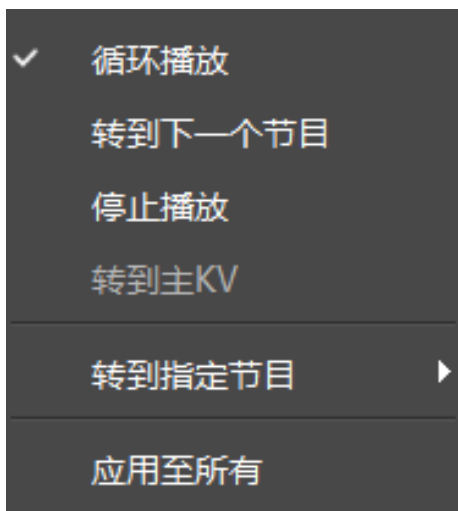 循环播放
转到下一个节目
停止播放
转到主KV
转到指定节目
应用至所有